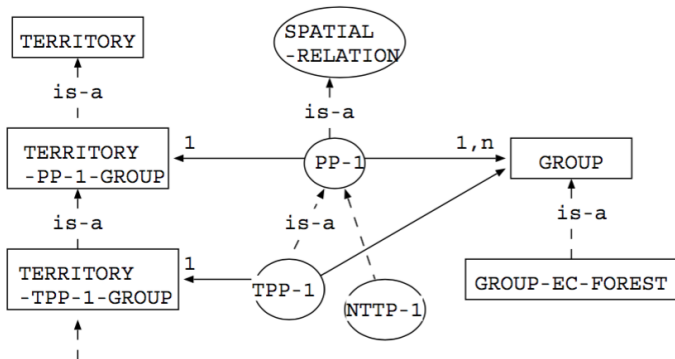 SPATIAL
-RELATION
TERRITORY
is-a
is-a
1
1,n
TERRITORY
-PP-1-GROUP
PP-1
GROUP
is-a
is-a
is-a
TERRITORY
-TPP-1-GROUP
1
TPP-1
NTTP-1
GROUP-EC-FOREST